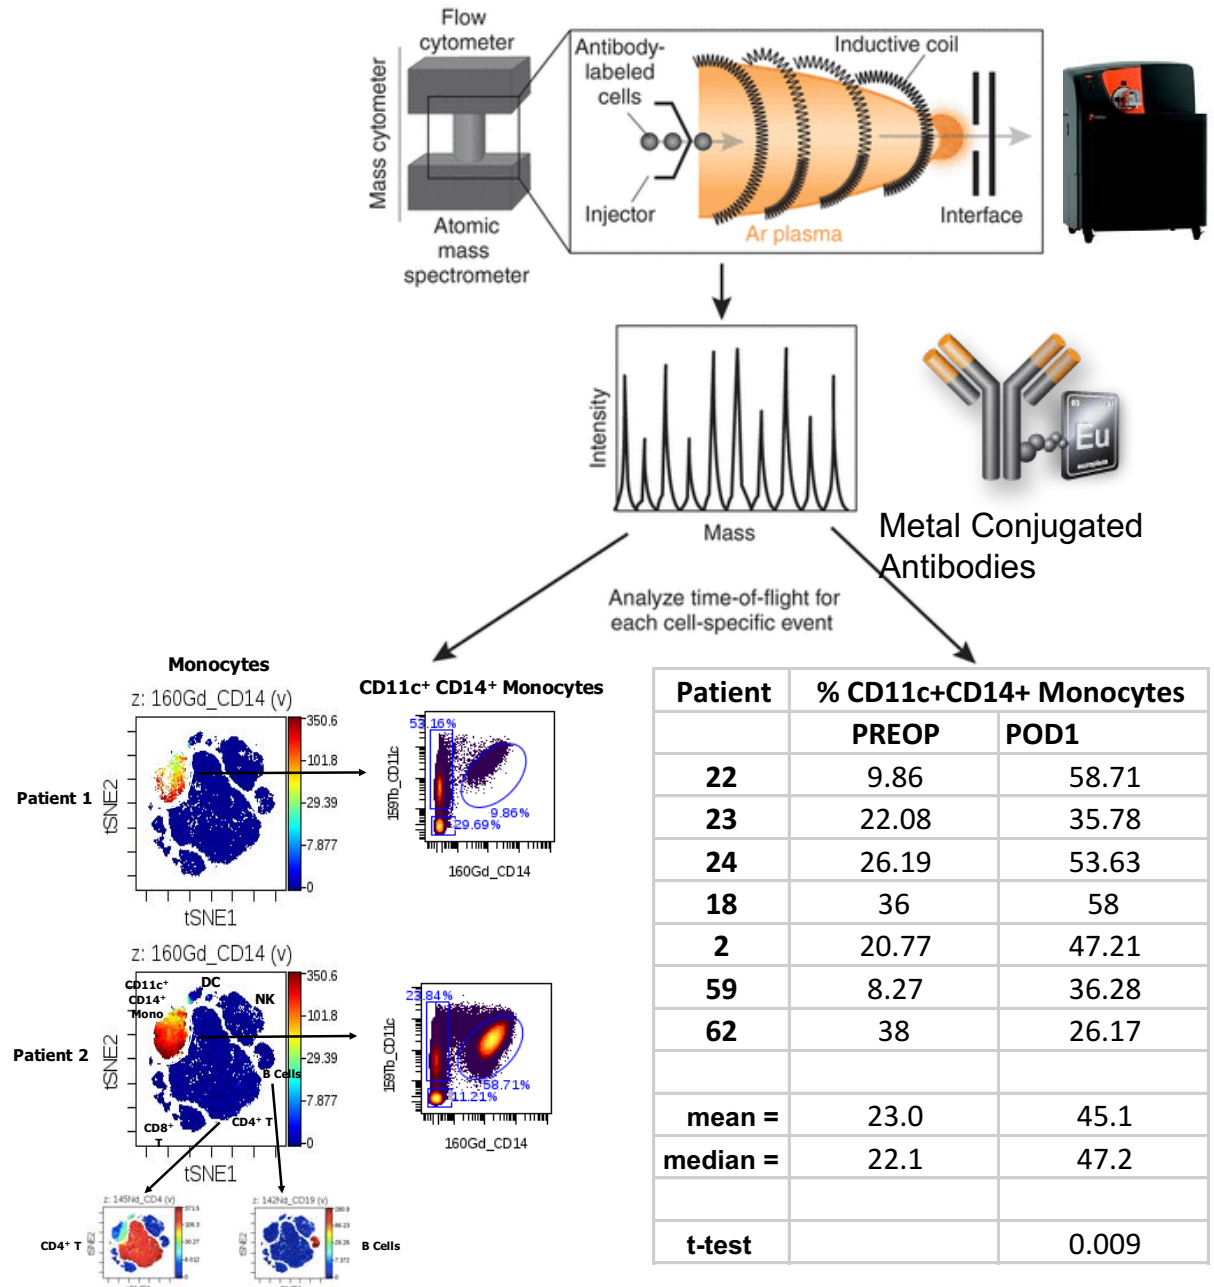 Flow
cytometer
Mass cytometer
Atomic
mass
spectrometer
Antibody-
labeled
cells
Injector
Inductive coil
Ar plasma
Interface
Intensity
Mass
Eu
Metal Conjugated
Antibodies
Analyze time-of-flight for
each cell-specific event
Monocytes
z: 160Gd_CD14 (v)
350.6
101.8
29.39
7.877
0
Patient 1
tSNE2
tSNE1
CD11c⁺ CD14⁺ Monocytes
53.16%
9.86%
29.69%
159Tb_CD11c
160Gd_CD14
z: 160Gd_CD14 (v)
350.6
101.8
29.39
7.877
0
CD11c⁺
CD14⁺
Mono
DC
NK
B Cells
CD4⁺ T
CD8⁺
T
Patient 2
tSNE2
tSNE1
23.84%
58.71%
11.21%
159Tb_CD11c
160Gd_CD14
z: 145Nd_CD4 (v)
CD4⁺ T
z: 142Nd_CD19 (v)
B Cells
Patient % CD11c+CD14+ Monocytes
PREOP POD1
22 9.86 58.71
23 22.08 35.78
24 26.19 53.63
18 36 58
2 20.77 47.21
59 8.27 36.28
62 38 26.17
mean = 23.0 45.1
median = 22.1 47.2
t-test 0.009